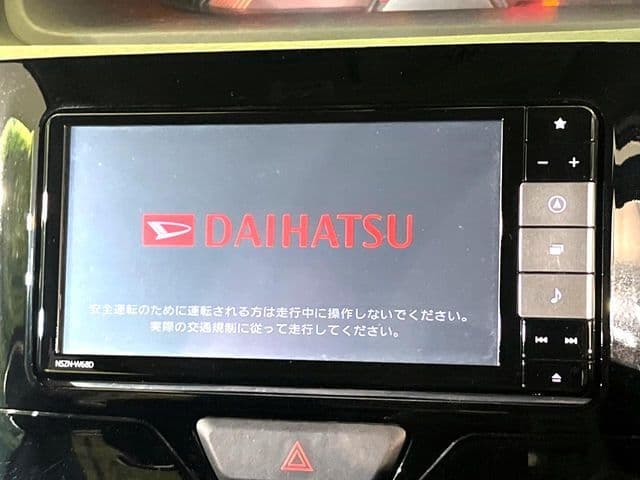 DAIHATSU
安全運転のために運転される方は走行中に操作しないでください。
実際の交通規制に従って走行してください。
NSZN-W68D